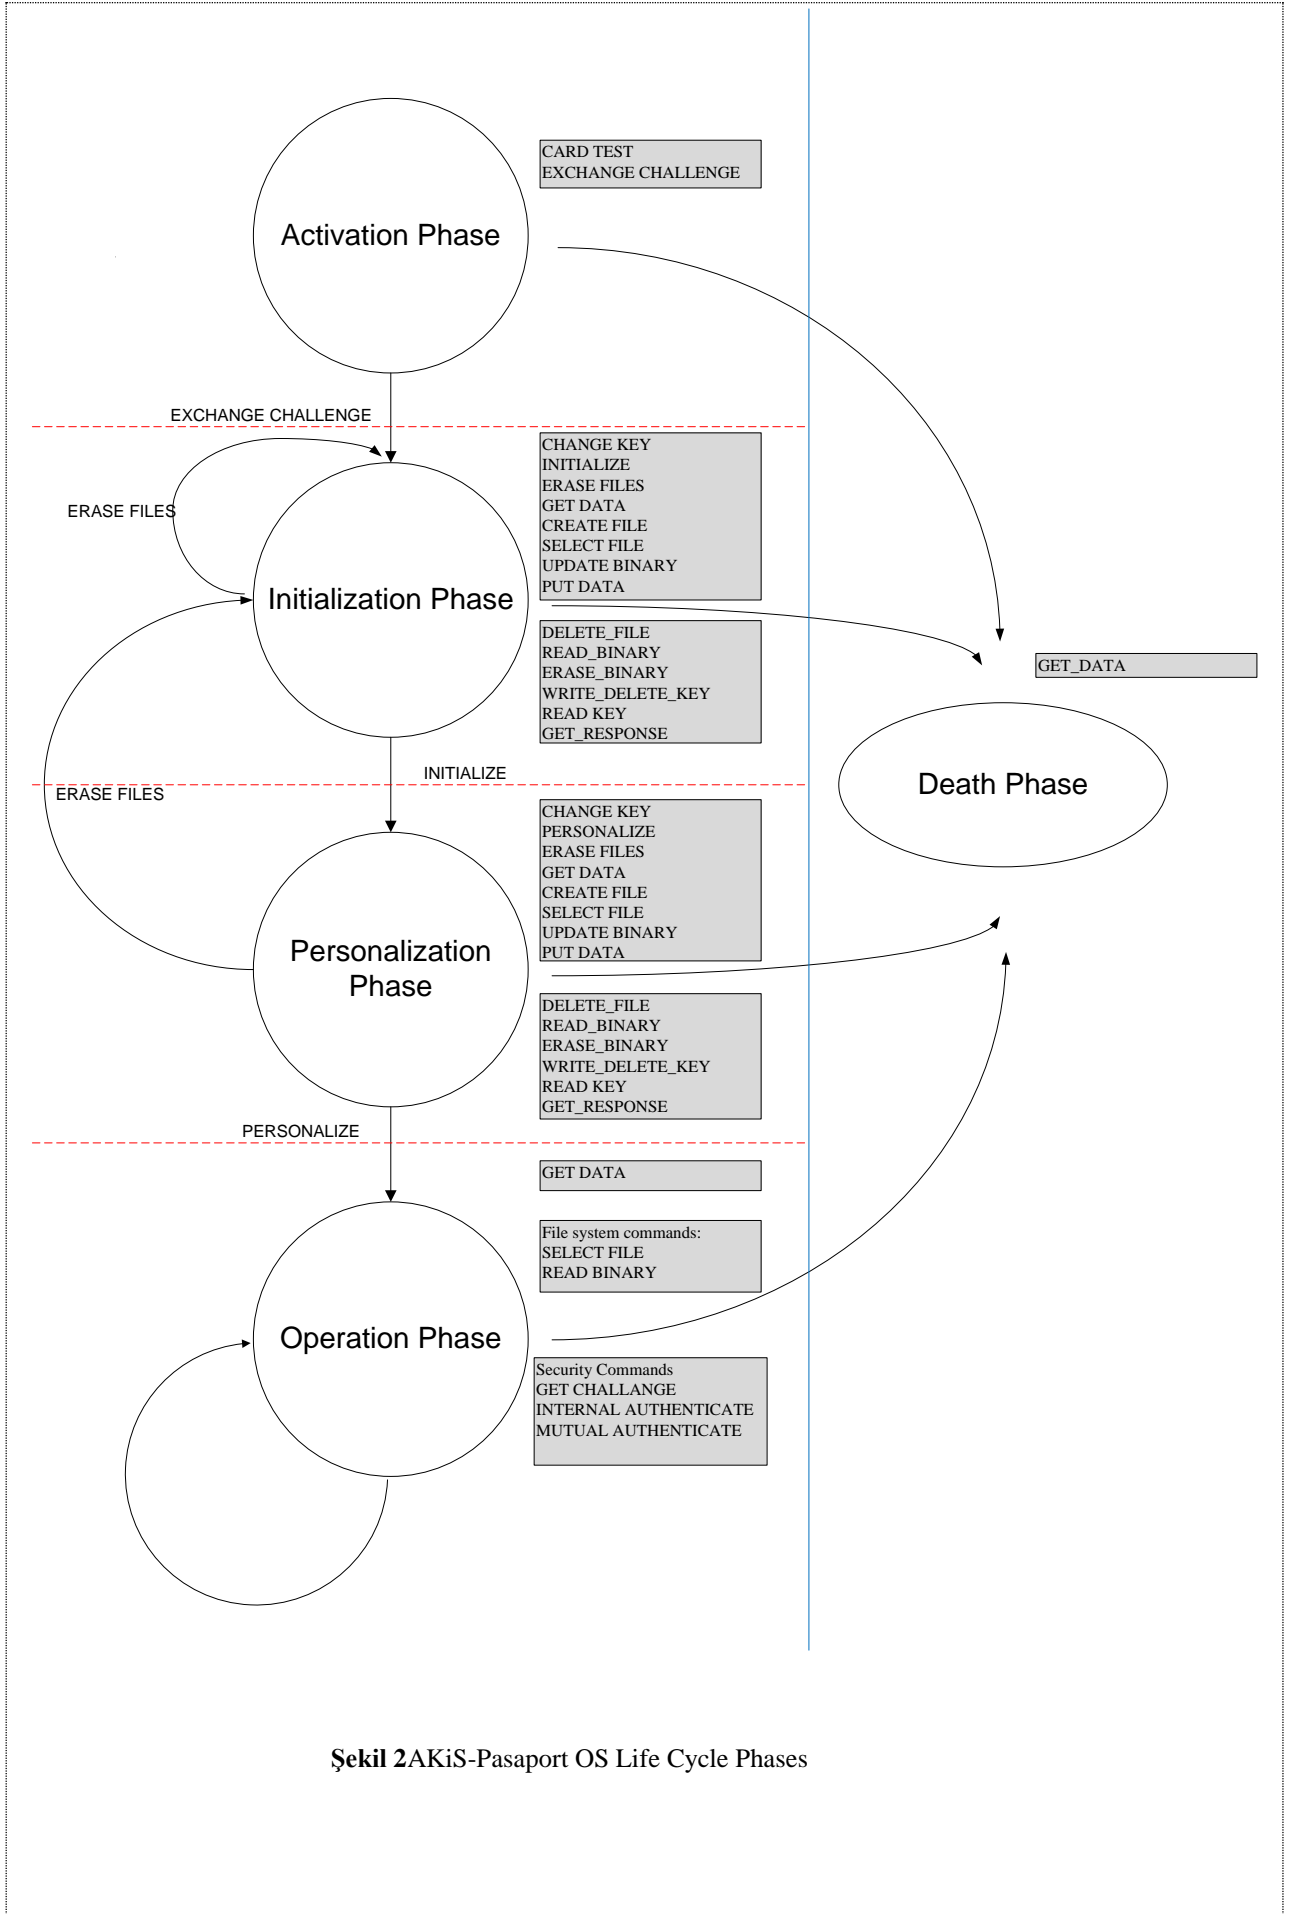 CARD TEST
EXCHANGE CHALLENGE
Activation Phase
EXCHANGE CHALLENGE
ERASE FILES
CHANGE KEY
INITIALIZE
ERASE FILES
GET DATA
CREATE FILE
SELECT FILE
UPDATE BINARY
PUT DATA
Initialization Phase
DELETE_FILE
READ_BINARY
ERASE_BINARY
WRITE_DELETE_KEY
READ KEY
GET_RESPONSE
GET_DATA
Death Phase
INITIALIZE
ERASE FILES
CHANGE KEY
PERSONALIZE
ERASE FILES
GET DATA
CREATE FILE
SELECT FILE
UPDATE BINARY
PUT DATA
Personalization
Phase
DELETE_FILE
READ_BINARY
ERASE_BINARY
WRITE_DELETE_KEY
READ KEY
GET_RESPONSE
PERSONALIZE
GET DATA
File system commands:
SELECT FILE
READ BINARY
Operation Phase
Security Commands
GET CHALLANGE
INTERNAL AUTHENTICATE
MUTUAL AUTHENTICATE
Şekil 2AKiS-Pasaport OS Life Cycle Phases